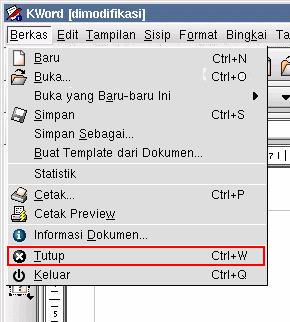 KWord [dimodifikasi]
Berkas Edit Tampilan Sisip Format Bingkai Ta
Baru Ctrl+N
Buka... Ctrl+O
Buka yang Baru-baru Ini
Simpan Ctrl+S
Simpan Sebagai...
Buat Template dari Dokumen...
Statistik
Cetak... Ctrl+P
Cetak Preview
Informasi Dokumen...
Tutup Ctrl+W
Keluar Ctrl+Q